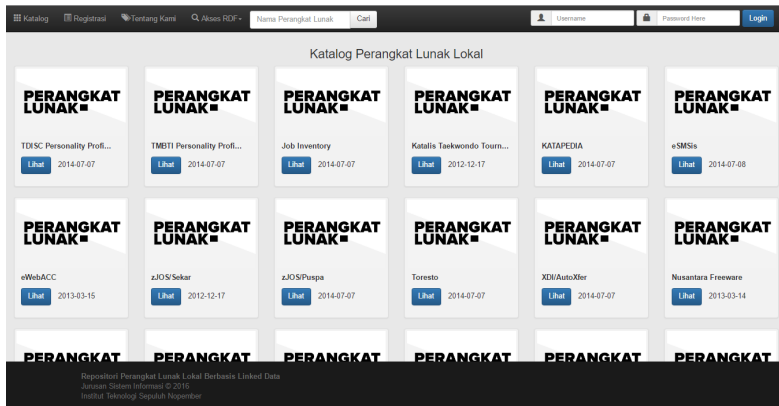 Katalog Registrasi Tentang Kami Akses RDF Nama Perangkat Lunak Cari Username Password Here Login
Katalog Perangkat Lunak Lokal
PERANGKAT PERANGKAT PERANGKAT PERANGKAT PERANGKAT PERANGKAT
LUNAK LUNAK LUNAK LUNAK LUNAK LUNAK
TDISC Personality Profi... TMBTI Personality Profi... Job Inventory Katalis Taekwondo Tourn... KATAPEDIA eSMSis
Lihat 2014-07-07 Lihat 2014-07-07 Lihat 2014-07-07 Lihat 2012-12-17 Lihat 2014-07-07 Lihat 2014-07-08
PERANGKAT PERANGKAT PERANGKAT PERANGKAT PERANGKAT PERANGKAT
LUNAK LUNAK LUNAK LUNAK LUNAK LUNAK
eWebACC zJOS/Sekar zJOS/Puspa Toresto XDI/AutoXfer Nusantara Freeware
Lihat 2013-03-15 Lihat 2012-12-17 Lihat 2014-07-07 Lihat 2014-07-07 Lihat 2014-07-07 Lihat 2013-03-14
PERANGKAT PERANGKAT PERANGKAT PERANGKAT PERANGKAT PERANGKAT
Repositori Perangkat Lunak Lokal Berbasis Linked Data
Jurusan Sistem Informasi © 2016
Institut Teknologi Sepuluh Nopember